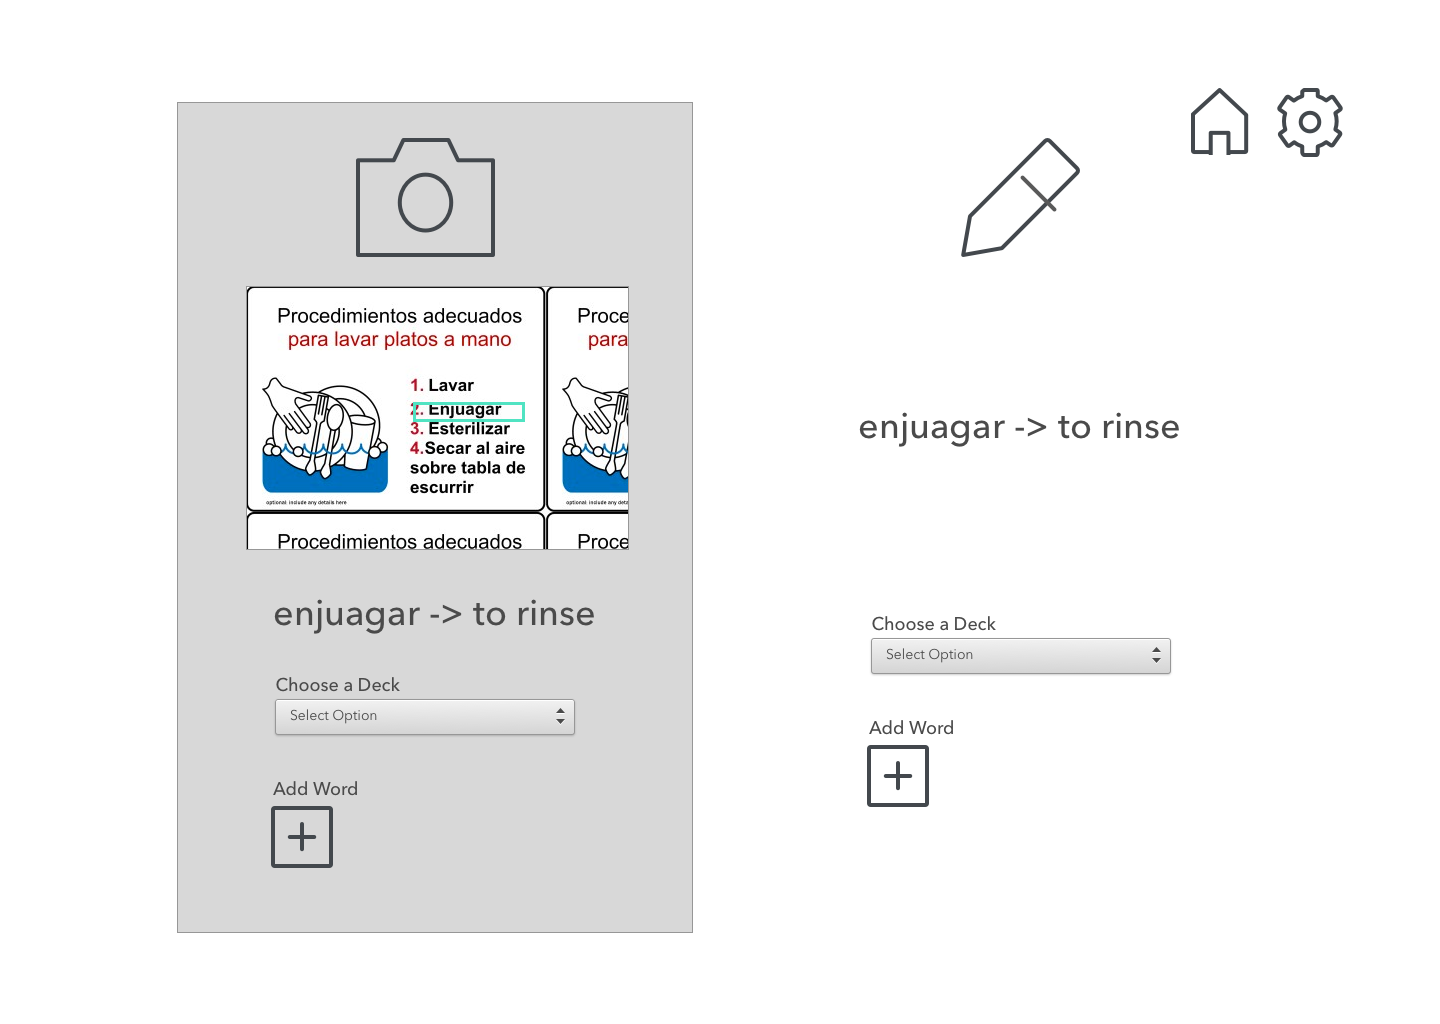 Procedimientos adecuados
para lavar platos a mano
1. Lavar
2. Enjuagar
3. Esterilizar
4.Secar al aire
sobre tabla de
escurrir
optional: include any details here
Proce
para
optional: include any deta
Procedimientos adecuados
Proce
enjuagar -> to rinse
Choose a Deck
Select Option
Add Word
enjuagar -> to rinse
Choose a Deck
Select Option
Add Word